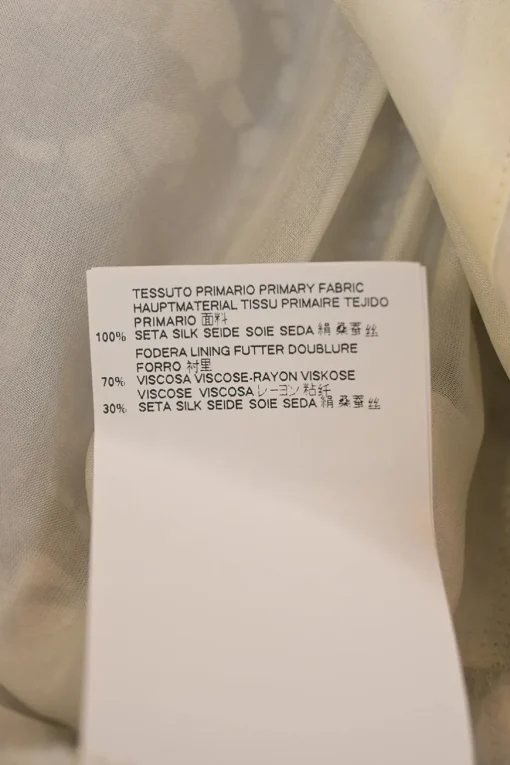 TESSUTO PRIMARIO PRIMARY FABRIC
HAUPTMATERIAL TISSU PRIMAIRE TEJIDO
PRIMARIO 面料
100% SETA SILK SEIDE SOIE SEDA 絹 桑蚕丝
FODERA LINING FUTTER DOUBLURE
FORRO 衬里
70% VISCOSA VISCOSE-RAYON VISKOSE
VISCOSE VISCOSA レーヨン 粘纤
30% SETA SILK SEIDE SOIE SEDA 絹 桑蚕丝